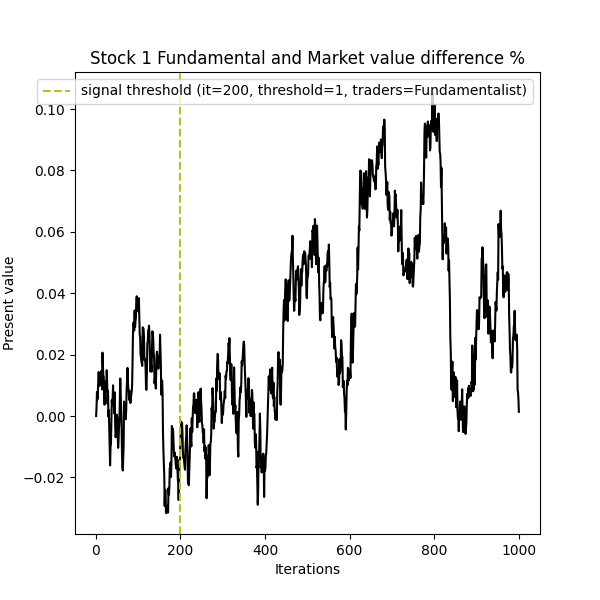 Stock 1 Fundamental and Market value difference %
signal threshold (it=200, threshold=1, traders=Fundamentalist)
0.10
0.08
0.06
0.04
0.02
0.00
−0.02
Present value
0 200 400 600 800 1000
Iterations